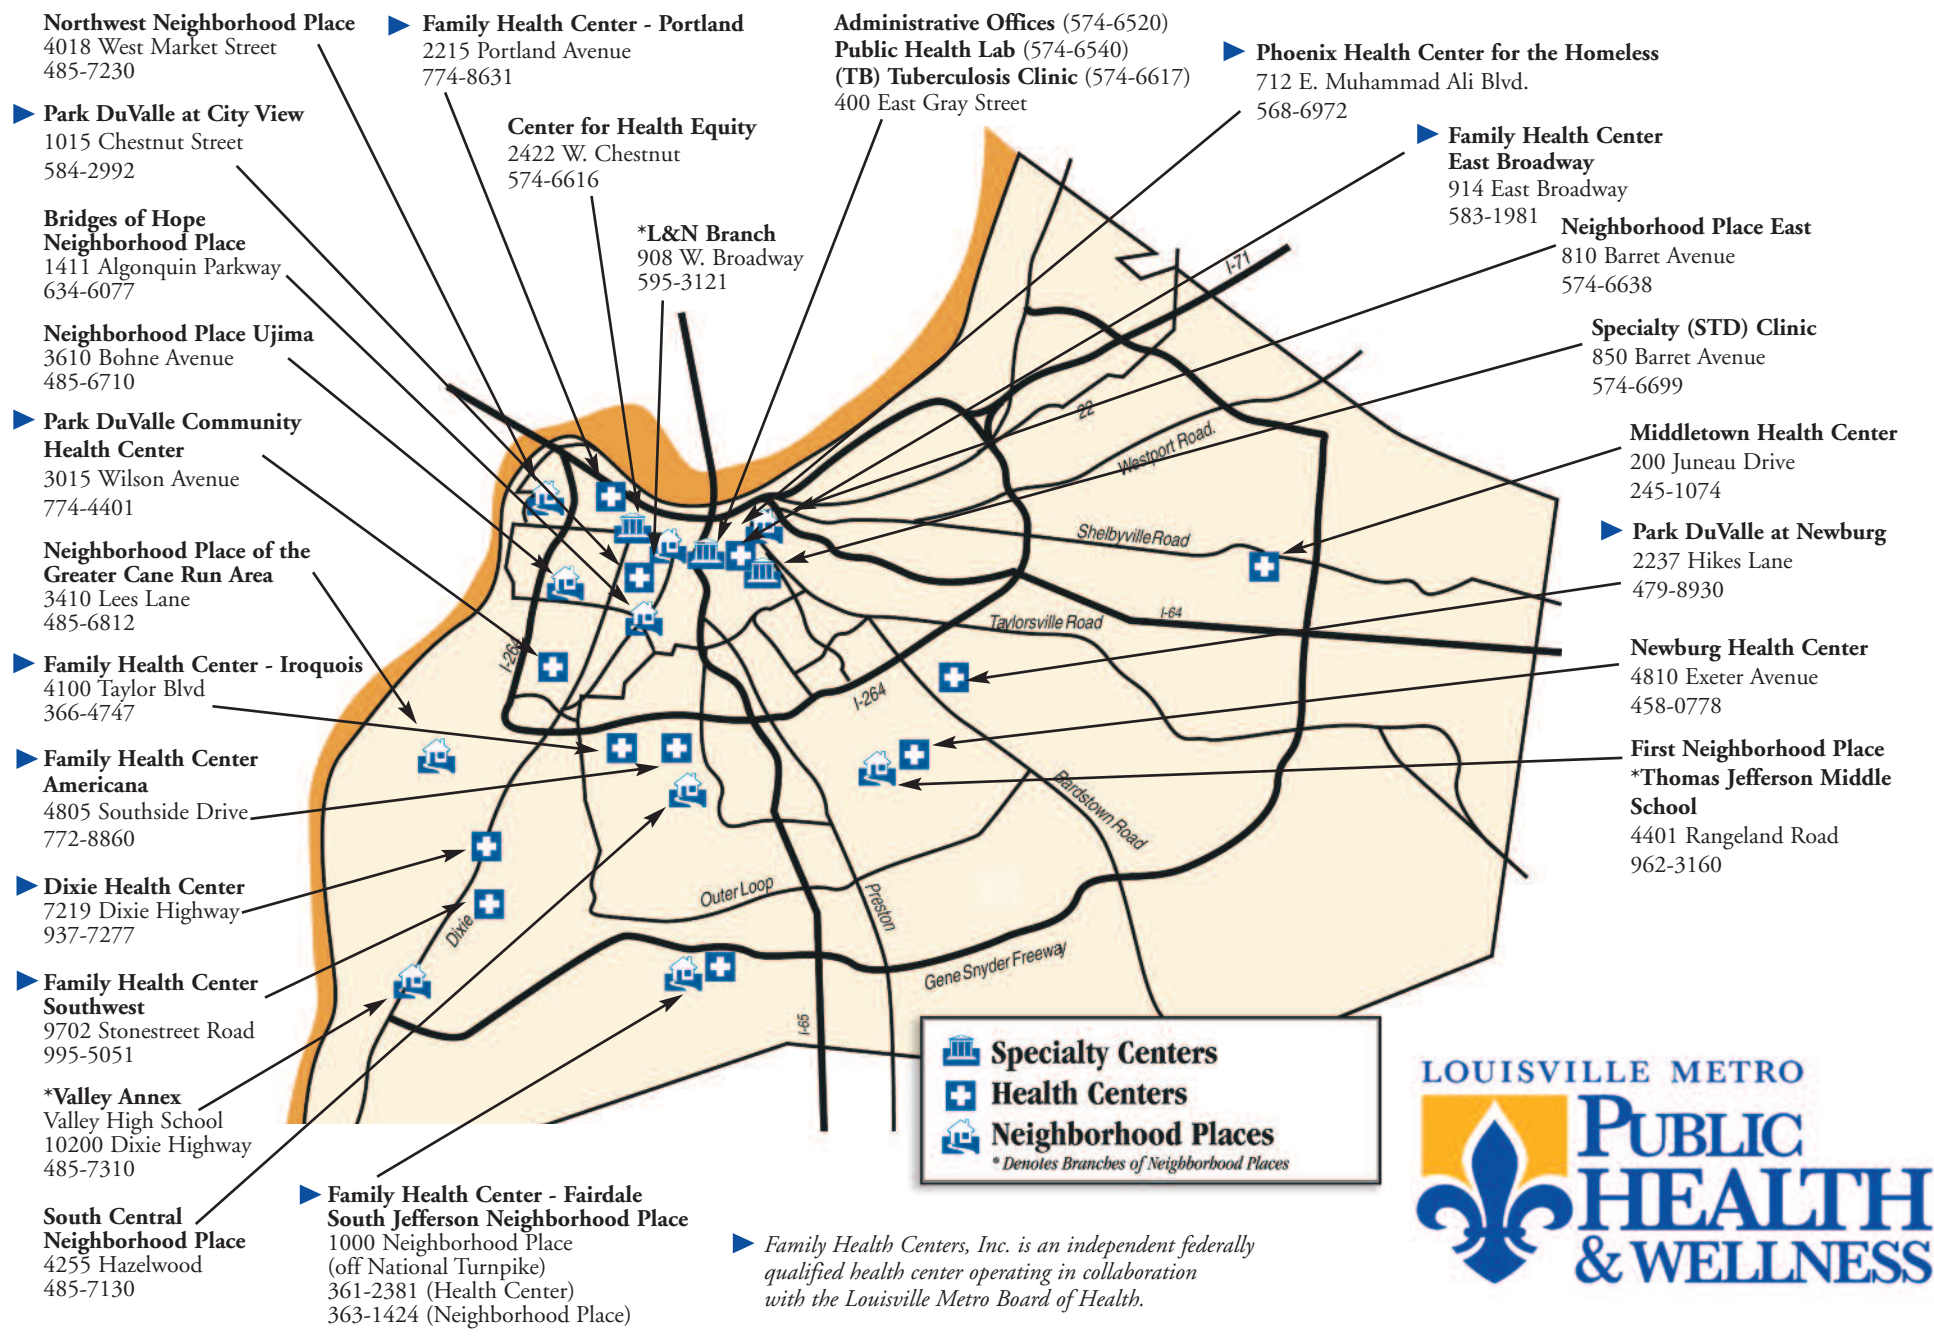 Northwest Neighborhood Place
4018 West Market Street
485-7230
Park DuValle at City View
1015 Chestnut Street
584-2992
Bridges of Hope
Neighborhood Place
1411 Algonquin Parkway
634-6077
Neighborhood Place Ujima
3610 Bohne Avenue
485-6710
Park DuValle Community
Health Center
3015 Wilson Avenue
774-4401
Neighborhood Place of the
Greater Cane Run Area
3410 Lees Lane
485-6812
Family Health Center - Iroquois
4100 Taylor Blvd
366-4747
Family Health Center
Americana
4805 Southside Drive
772-8860
Dixie Health Center
7219 Dixie Highway
937-7277
Family Health Center
Southwest
9702 Stonestreet Road
995-5051
*Valley Annex
Valley High School
10200 Dixie Highway
485-7310
South Central
Neighborhood Place
4255 Hazelwood
485-7130
Family Health Center - Portland
2215 Portland Avenue
774-8631
Center for Health Equity
2422 W. Chestnut
574-6616
*L&N Branch
908 W. Broadway
595-3121
Administrative Offices (574-6520)
Public Health Lab (574-6540)
(TB) Tuberculosis Clinic (574-6617)
400 East Gray Street
Phoenix Health Center for the Homeless
712 E. Muhammad Ali Blvd.
568-6972
Family Health Center
East Broadway
914 East Broadway
583-1981
Neighborhood Place East
810 Barret Avenue
574-6638
Specialty (STD) Clinic
850 Barret Avenue
574-6699
Middletown Health Center
200 Juneau Drive
245-1074
Park DuValle at Newburg
2237 Hikes Lane
479-8930
Newburg Health Center
4810 Exeter Avenue
458-0778
First Neighborhood Place
*Thomas Jefferson Middle
School
4401 Rangeland Road
962-3160
I-71
22
Westport Road.
Shelbyville Road
I-64
Taylorsville Road
I-264
I-264
Bardstown Road
Outer Loop
Preston
Dixie
Gene Snyder Freeway
I-65
Specialty Centers
Health Centers
Neighborhood Places
* Denotes Branches of Neighborhood Places
Family Health Center - Fairdale
South Jefferson Neighborhood Place
1000 Neighborhood Place
(off National Turnpike)
361-2381 (Health Center)
363-1424 (Neighborhood Place)
Family Health Centers, Inc. is an independent federally
qualified health center operating in collaboration
with the Louisville Metro Board of Health.
LOUISVILLE METRO
PUBLIC
HEALTH
& WELLNESS